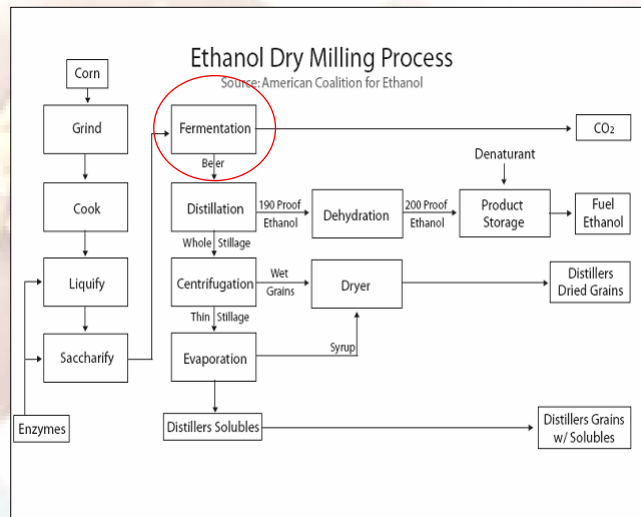 Ethanol Dry Milling Process
Source: American Coalition for Ethanol
Corn
Grind
Cook
Liquify
Saccharify
Enzymes
Fermentation
CO₂
Beer
Distillation
190 Proof
Ethanol
Dehydration
200 Proof
Ethanol
Denaturant
Product
Storage
Fuel
Ethanol
Whole Stillage
Centrifugation
Wet
Grains
Dryer
Distillers
Dried Grains
Thin Stillage
Evaporation
Syrup
Distillers Solubles
Distillers Grains
w/ Solubles